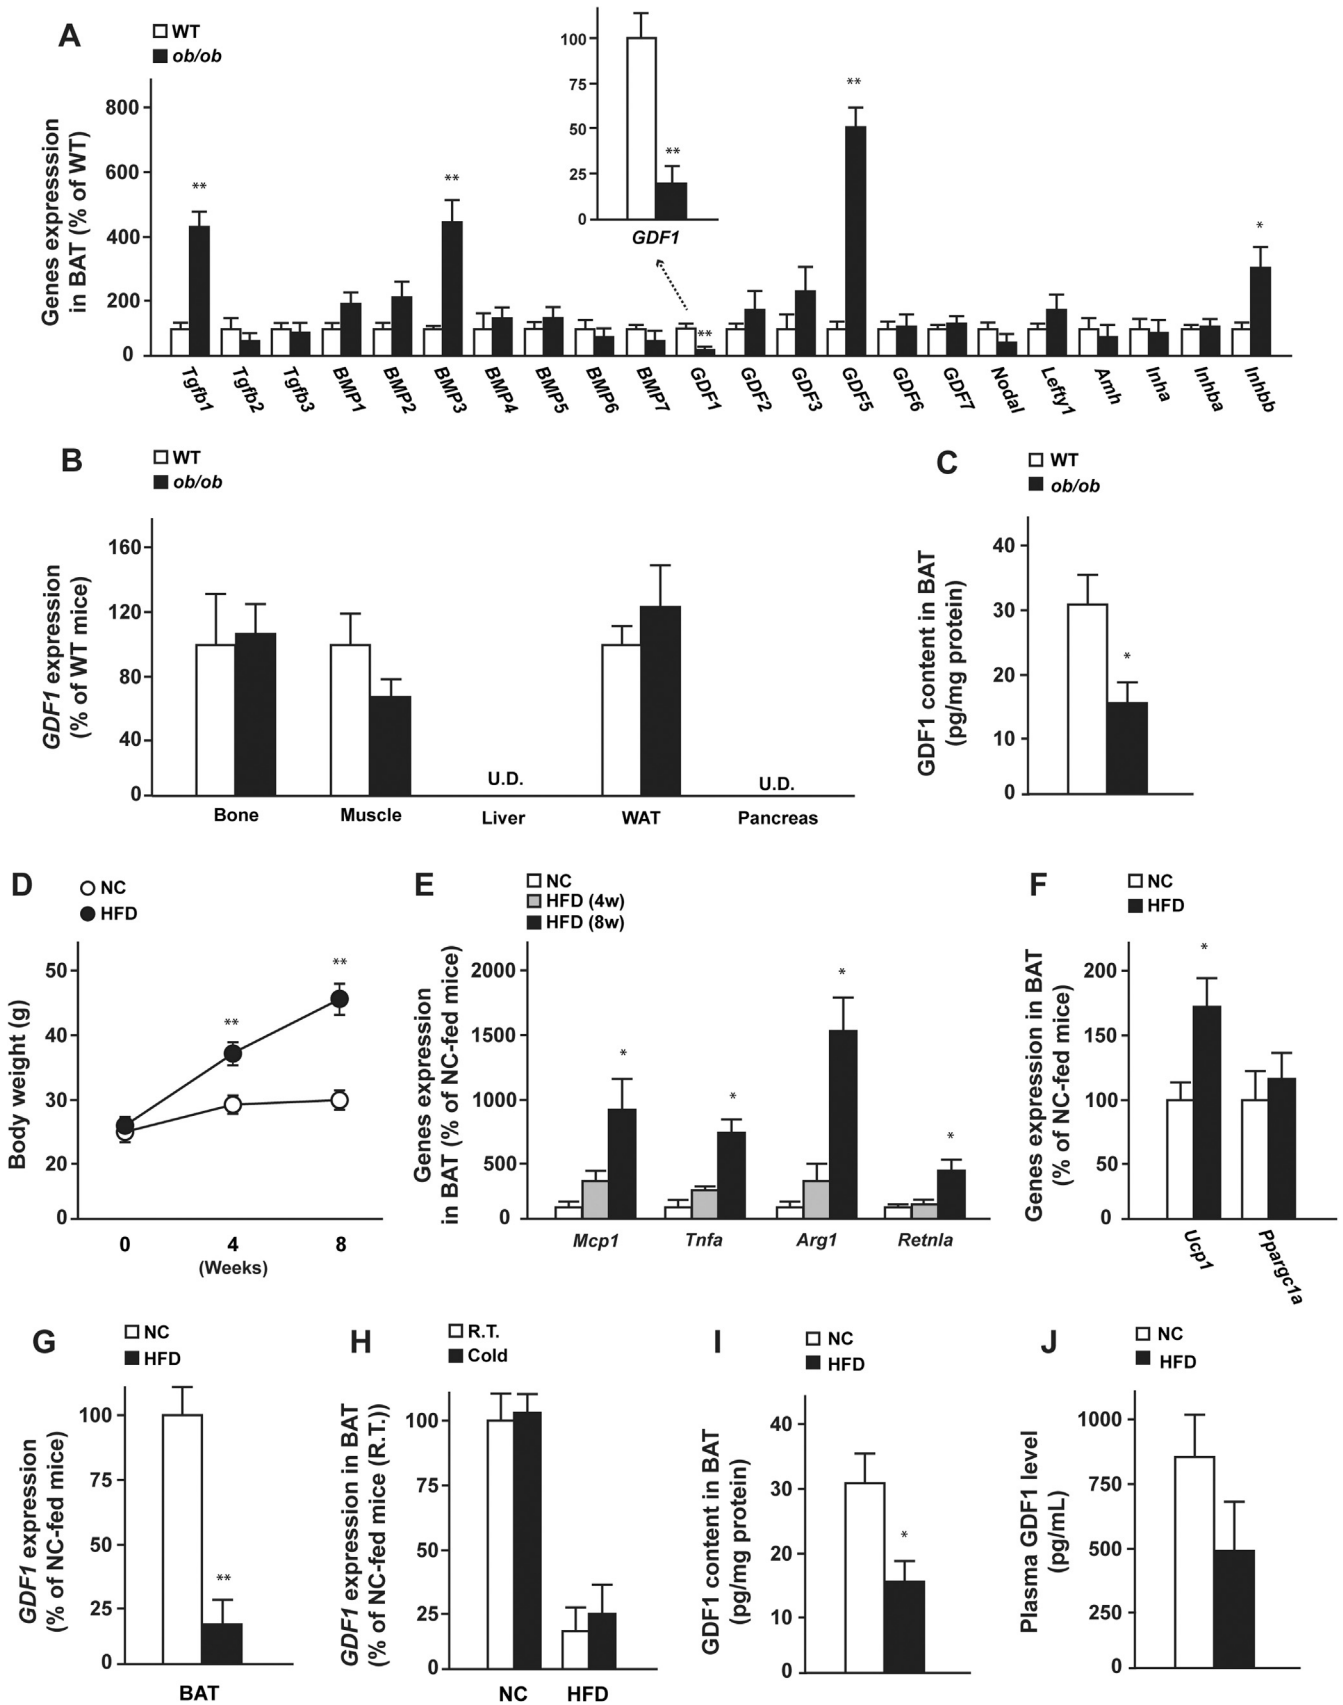 A
WT
ob/ob
Genes expresssion
in BAT (% of WT)
800
600
400
200
0
**
**
**
**
*
100
75
50
25
0
**
GDF1
Tgfb1
Tgfb2
Tgfb3
BMP1
BMP2
BMP3
BMP4
BMP5
BMP6
BMP7
GDF1
GDF2
GDF3
GDF5
GDF6
GDF7
Nodal
Lefty1
Amh
Inha
Inhba
Inhbb
B
WT
ob/ob
GDF1 expression
(% of WT mice)
160
120
80
40
0
U.D.
U.D.
Bone
Muscle
Liver
WAT
Pancreas
C
WT
ob/ob
GDF1 content in BAT
(pg/mg protein)
40
30
20
10
0
*
D
NC
HFD
Body weight (g)
50
40
30
20
0
**
**
0
4
8
(Weeks)
E
NC
HFD (4w)
HFD (8w)
Genes expression
in BAT (% of NC-fed mice)
2000
1500
1000
500
0
*
*
*
*
Mcp1
Tnfa
Arg1
Retnla
F
NC
HFD
Genes expression in BAT
(% of NC-fed mice)
200
150
100
50
0
*
Ucp1
Ppargc1a
G
NC
HFD
GDF1 expression
(% of NC-fed mice)
100
75
50
25
0
**
BAT
H
R.T.
Cold
GDF1 expression in BAT
(% of NC-fed mice (R.T.))
100
75
50
25
0
NC
HFD
I
NC
HFD
GDF1 content in BAT
(pg/mg protein)
40
30
20
10
0
*
J
NC
HFD
Plasma GDF1 level
(pg/mL)
1000
750
500
250
0